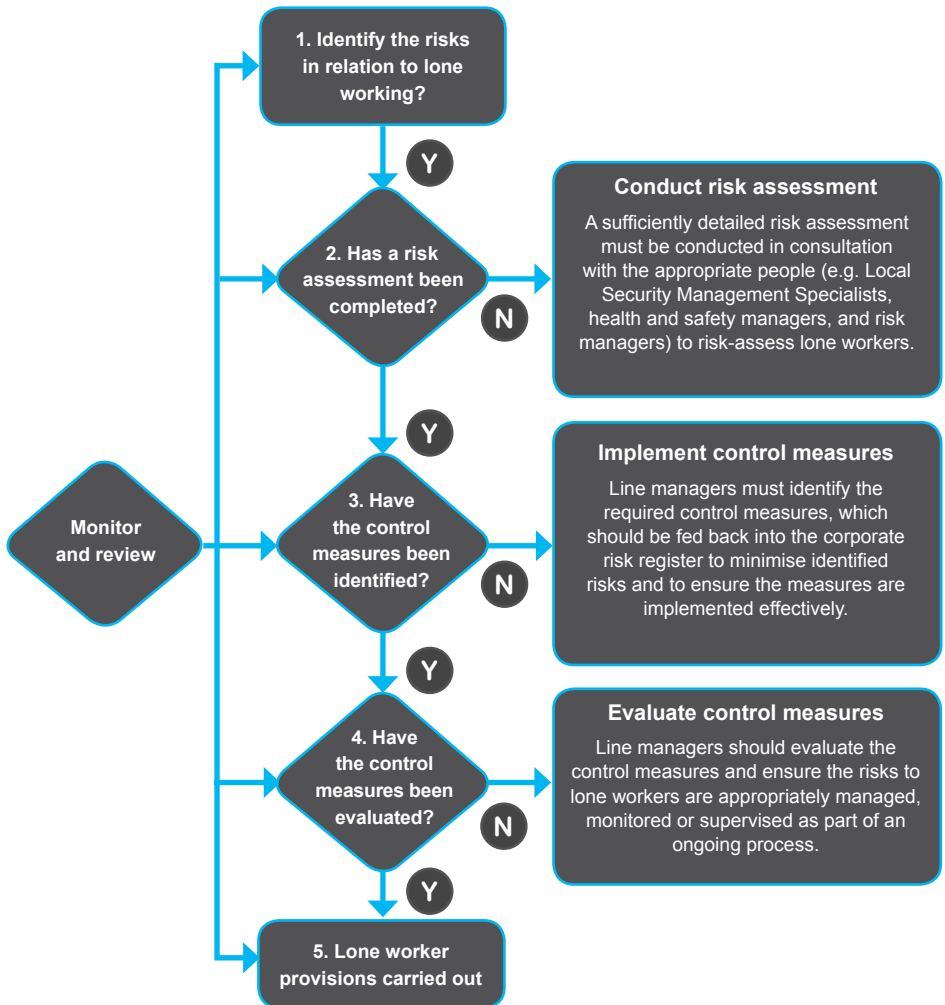 1. Identify the risks
in relation to lone
working?
Y
2. Has a risk
assessment been
completed?
N
Conduct risk assessment
A sufficiently detailed risk assessment
must be conducted in consultation
with the appropriate people (e.g. Local
Security Management Specialists,
health and safety managers, and risk
managers) to risk-assess lone workers.
Y
Monitor
and review
3. Have
the control
measures been
identified?
N
Implement control measures
Line managers must identify the
required control measures, which
should be fed back into the corporate
risk register to minimise identified
risks and to ensure the measures are
implemented effectively.
Y
4. Have
the control
measures been
evaluated?
N
Evaluate control measures
Line managers should evaluate the
control measures and ensure the risks to
lone workers are appropriately managed,
monitored or supervised as part of an
ongoing process.
Y
5. Lone worker
provisions carried out